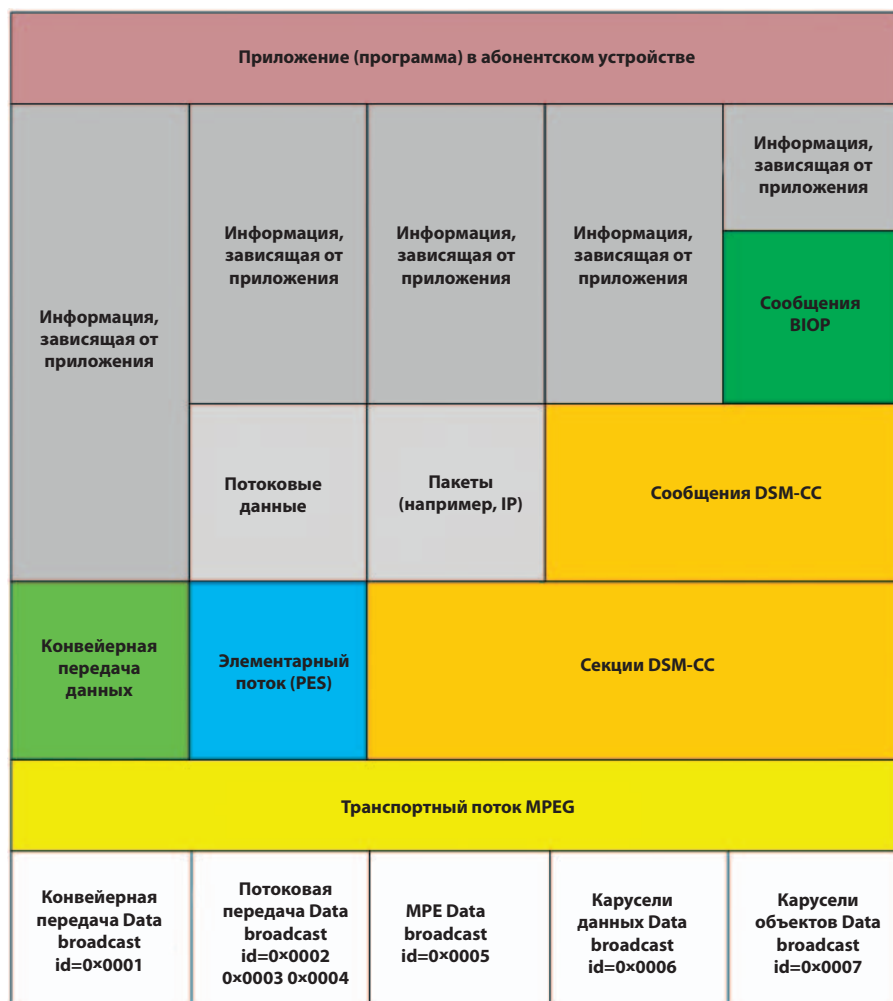 Приложение (программа) в абонентском устройстве
Информация,
зависящая от
приложения
Информация,
зависящая от
приложения
Информация,
зависящая от
приложения
Информация,
зависящая от
приложения
Информация,
зависящая от
приложения
Сообщения
BIOP
Потоковые
данные
Пакеты
(например, IP)
Сообщения DSM-CC
Конвейерная
передача
данных
Элементарный
поток (PES)
Секции DSM-CC
Транспортный поток MPEG
Конвейерная
передача Data
broadcast
id=0×0001
Потоковая
передача Data
broadcast
id=0×0002
0×0003 0×0004
MPE Data
broadcast
id=0×0005
Карусели
данных Data
broadcast
id=0×0006
Карусели
объектов Data
broadcast
id=0×0007